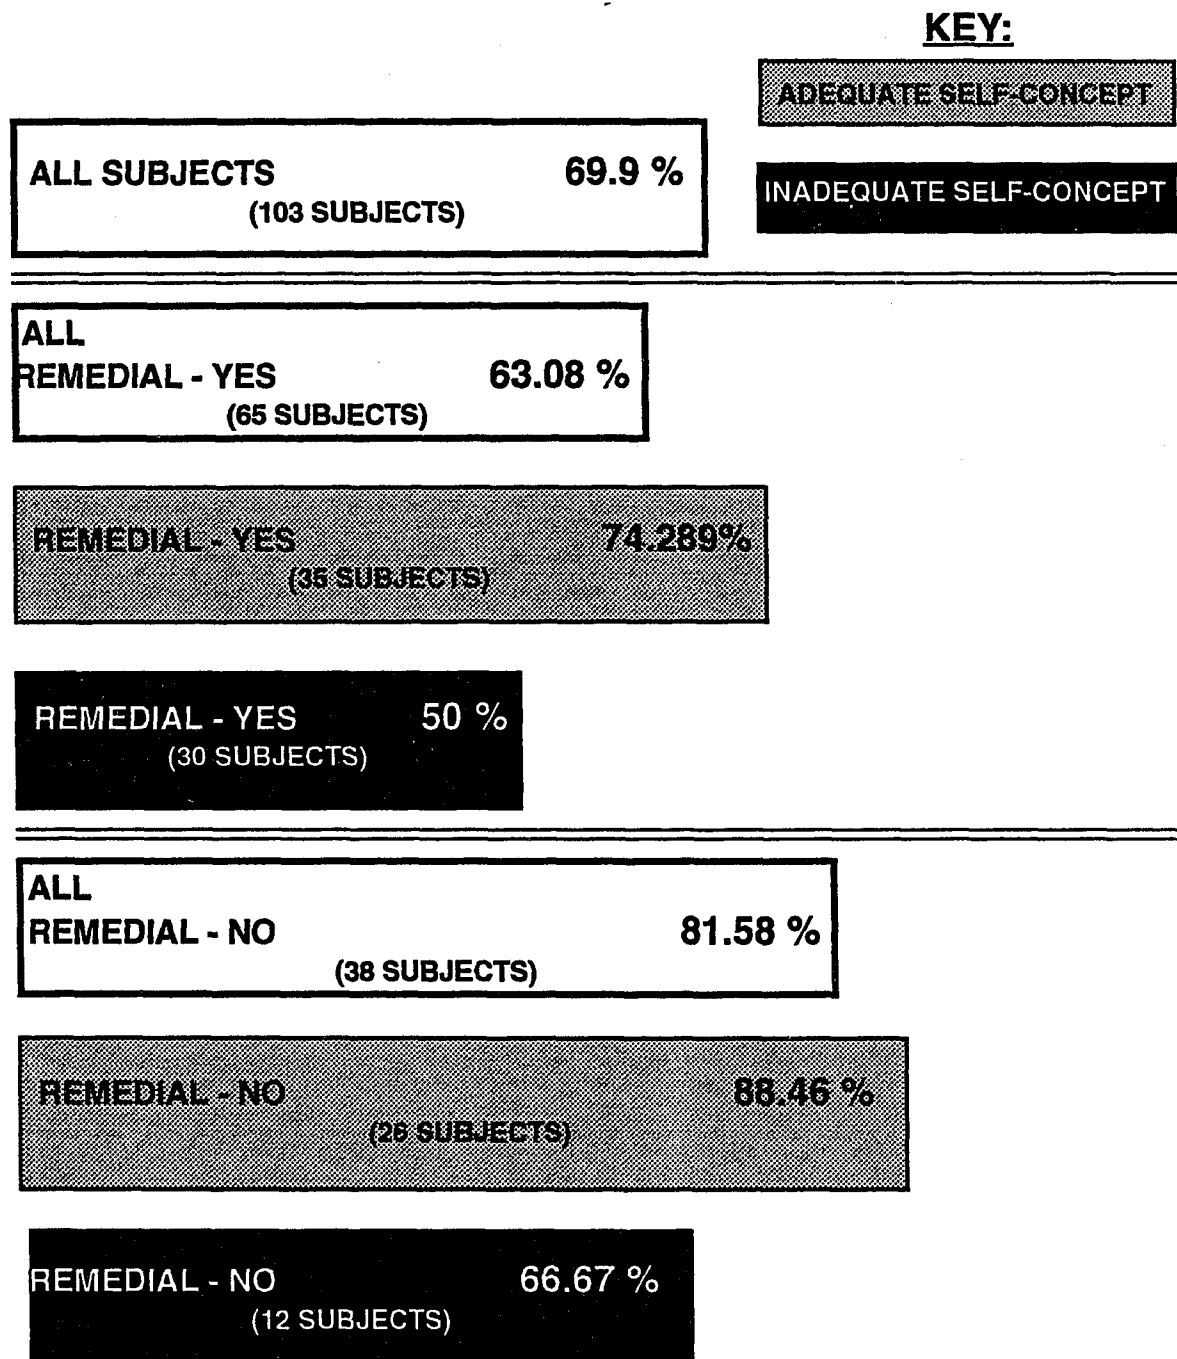 KEY:
ADEQUATE SELF-CONCEPT
INADEQUATE SELF-CONCEPT
ALL SUBJECTS 69.9 %
(103 SUBJECTS)
ALL
REMEDIAL - YES 63.08 %
(65 SUBJECTS)
REMEDIAL - YES 74.289%
(35 SUBJECTS)
REMEDIAL - YES 50 %
(30 SUBJECTS)
ALL
REMEDIAL - NO 81.58 %
(38 SUBJECTS)
REMEDIAL - NO 88.46 %
(26 SUBJECTS)
REMEDIAL - NO 66.67 %
(12 SUBJECTS)